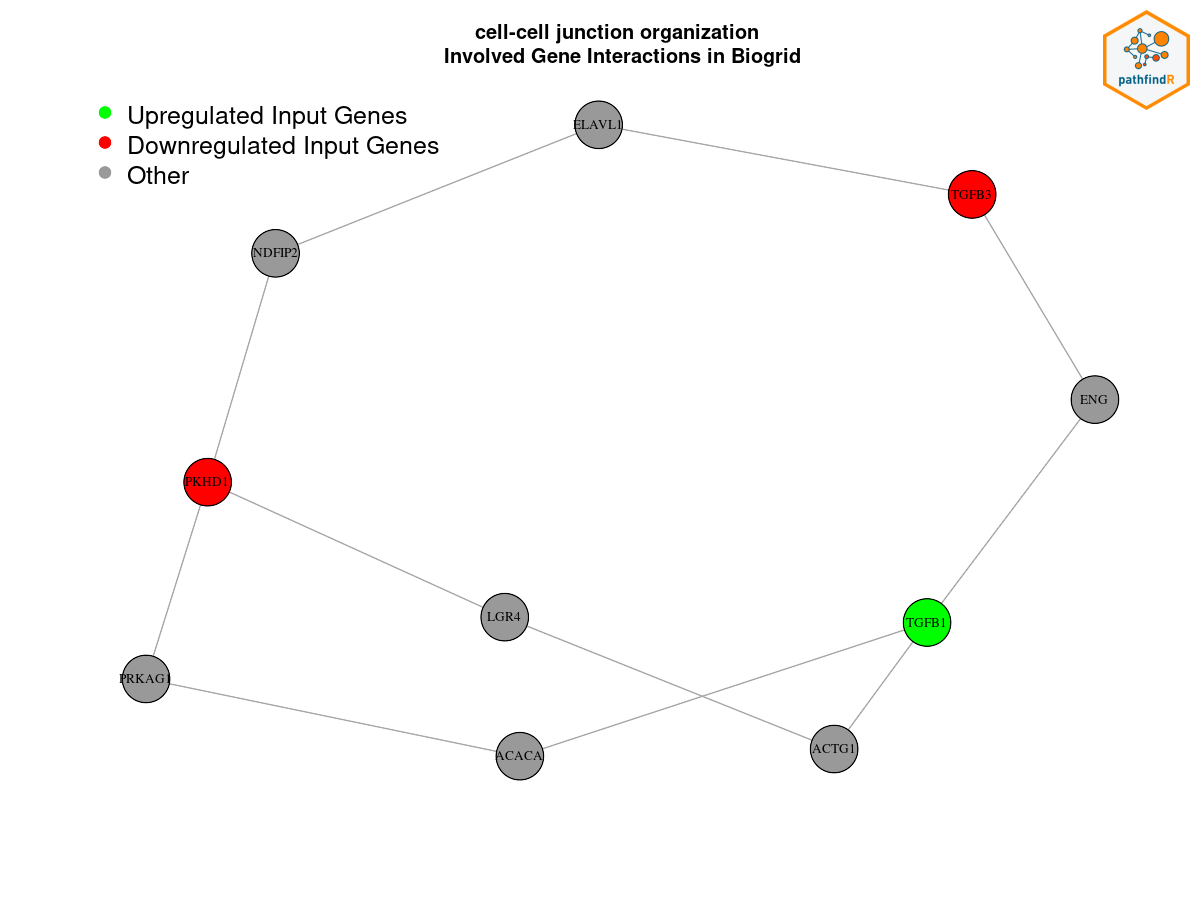 cell-cell junction organization
Involved Gene Interactions in Biogrid
pathfindR
Upregulated Input Genes
Downregulated Input Genes
Other
ELAVL1
TGFB3
NDFIP2
ENG
PKHD1
LGR4
TGFB1
PRKAG1
ACACA
ACTG1